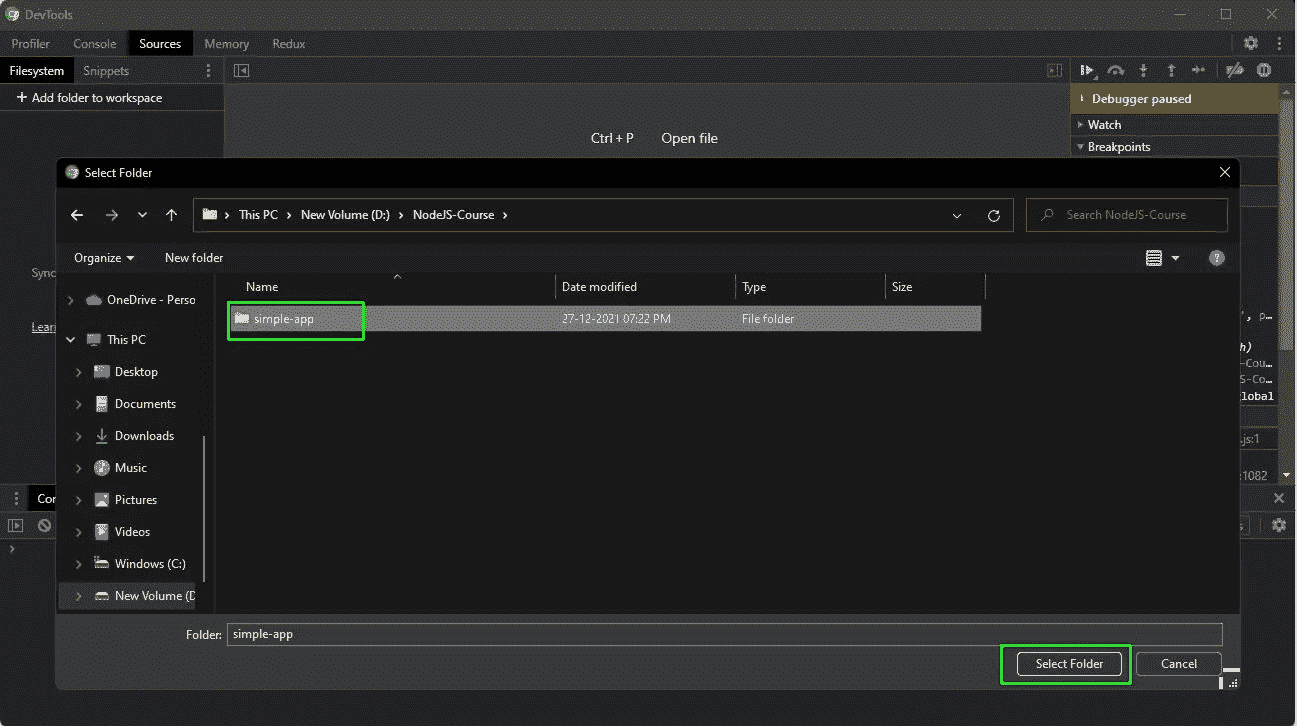 DevTools
Profiler Console Sources Memory Redux
Filesystem Snippets
+ Add folder to workspace
Debugger paused
Watch
Ctrl + P Open file
Breakpoints
Select Folder
This PC › New Volume (D:) › NodeJS-Course ›
Search NodeJS-Course
Organize New folder
Name Date modified Type Size
Sync
OneDrive - Perso
simple-app 27-12-2021 07:22 PM File folder
', p…
Lear
This PC
h)
-Cou…
Desktop
S-Co…
lobal
Documents
Downloads
.js:1
Music
:1082
Con
Pictures
Videos
s
Windows (C:)
New Volume (D
Folder: simple-app
Select Folder Cancel